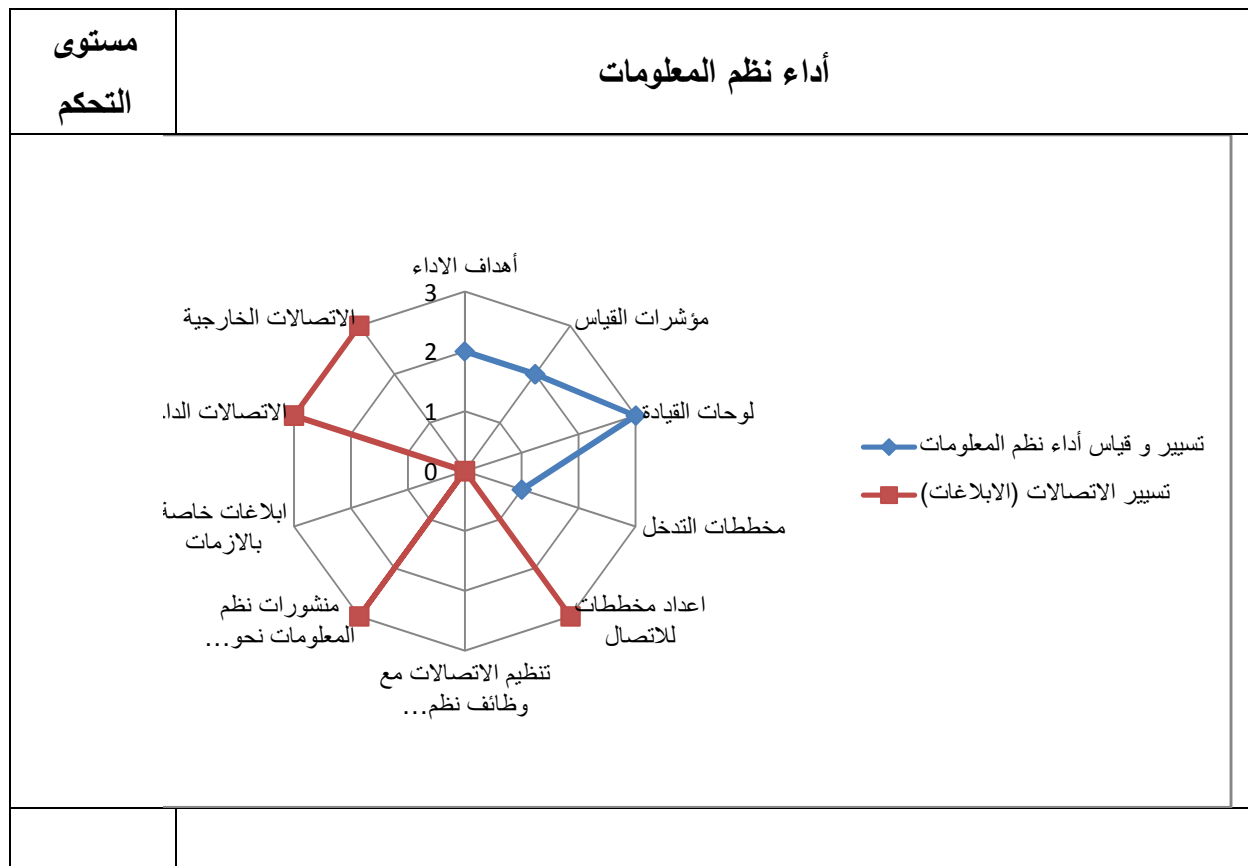 أداء نظم المعلومات
مستوى
التحكم
أهداف الاداء
مؤشرات القياس
لوحات القيادة
مخططات التدخل
اعداد مخططات
للاتصال
تنظيم الاتصالات مع
وظائف نظم...
منشورات نظم
المعلومات نحو...
ابلاغات خاصة
بالازمات
الاتصالات الدا.
الاتصالات الخارجية
3
2
1
0
تسيير و قياس أداء نظم المعلومات
تسيير الاتصالات (الابلاغات)